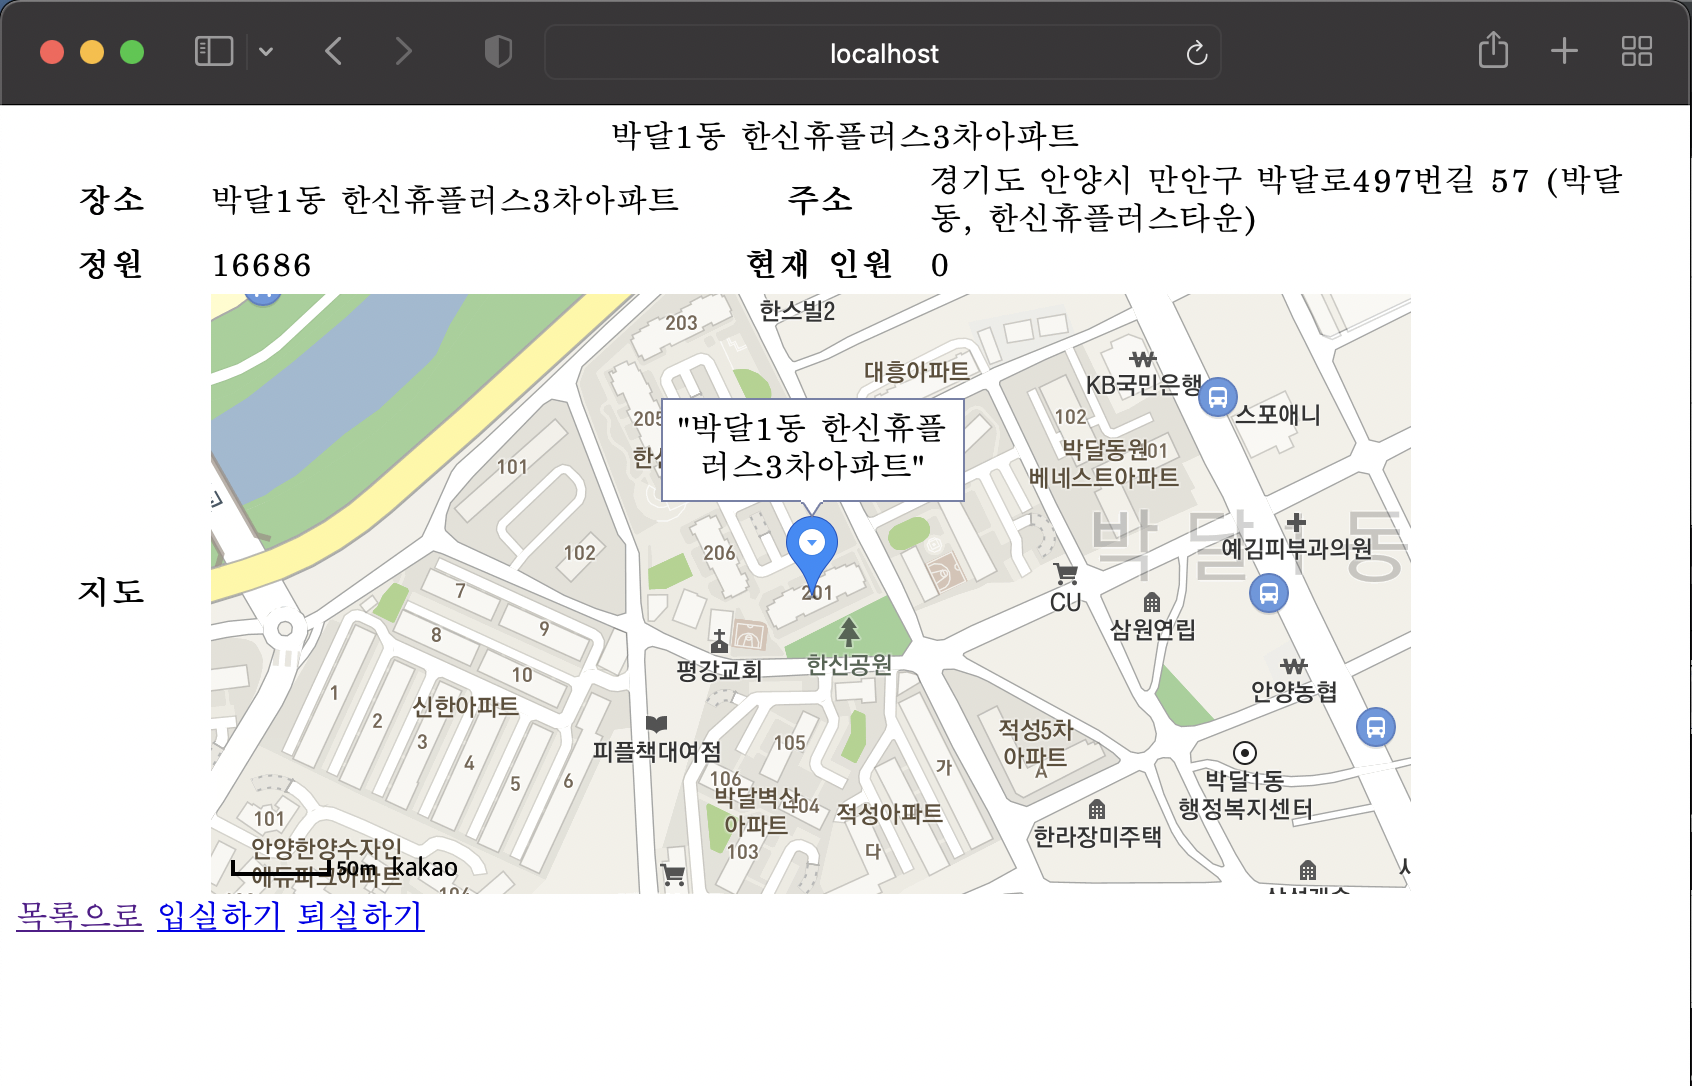 localhost
박달1동 한신휴플러스3차아파트
장소 박달1동 한신휴플러스3차아파트 주소 경기도 안양시 만안구 박달로497번길 57 (박달
동, 한신휴플러스타운)
정원 16686 현재 인원 0
지도
한스빌2
203
대흥아파트
KB국민은행
스포애니
205
102
"박달1동 한신휴플
러스3차아파트"
박달동원
베네스트아파트
101
박달1동
예김피부과의원
102
206
201
CU
삼원연립
7
8
9
10
평강교회
한신공원
안양농협
1
2
3
4
5
6
신한아파트
피플책대여점
105
106
박달벽산
아파트
104
103
적성아파트
가
다
적성5차
아파트
A
박달1동
행정복지센터
한라장미주택
101
안양한양수자인
에듀파크아파트
50m kakao
목록으로 입실하기 퇴실하기